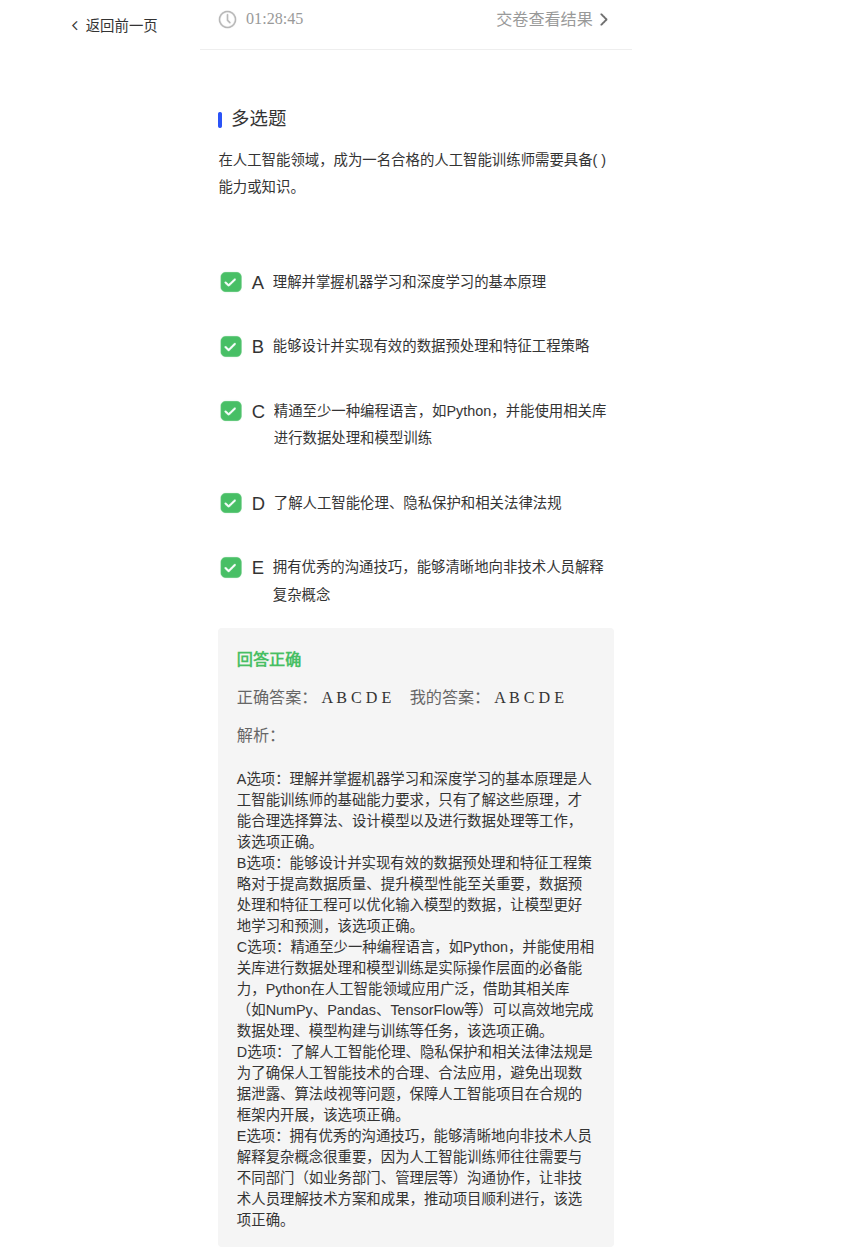 返回前一页
01:28:45
交卷查看结果
多选题
在人工智能领域，成为一名合格的人工智能训练师需要具备( )
能力或知识。
A 理解并掌握机器学习和深度学习的基本原理
B 能够设计并实现有效的数据预处理和特征工程策略
C 精通至少一种编程语言，如Python，并能使用相关库
进行数据处理和模型训练
D 了解人工智能伦理、隐私保护和相关法律法规
E 拥有优秀的沟通技巧，能够清晰地向非技术人员解释
复杂概念
回答正确
正确答案： A B C D E 我的答案： A B C D E
解析：
A选项：理解并掌握机器学习和深度学习的基本原理是人
工智能训练师的基础能力要求，只有了解这些原理，才
能合理选择算法、设计模型以及进行数据处理等工作，
该选项正确。
B选项：能够设计并实现有效的数据预处理和特征工程策
略对于提高数据质量、提升模型性能至关重要，数据预
处理和特征工程可以优化输入模型的数据，让模型更好
地学习和预测，该选项正确。
C选项：精通至少一种编程语言，如Python，并能使用相
关库进行数据处理和模型训练是实际操作层面的必备能
力，Python在人工智能领域应用广泛，借助其相关库
（如NumPy、Pandas、TensorFlow等）可以高效地完成
数据处理、模型构建与训练等任务，该选项正确。
D选项：了解人工智能伦理、隐私保护和相关法律法规是
为了确保人工智能技术的合理、合法应用，避免出现数
据泄露、算法歧视等问题，保障人工智能项目在合规的
框架内开展，该选项正确。
E选项：拥有优秀的沟通技巧，能够清晰地向非技术人员
解释复杂概念很重要，因为人工智能训练师往往需要与
不同部门（如业务部门、管理层等）沟通协作，让非技
术人员理解技术方案和成果，推动项目顺利进行，该选
项正确。